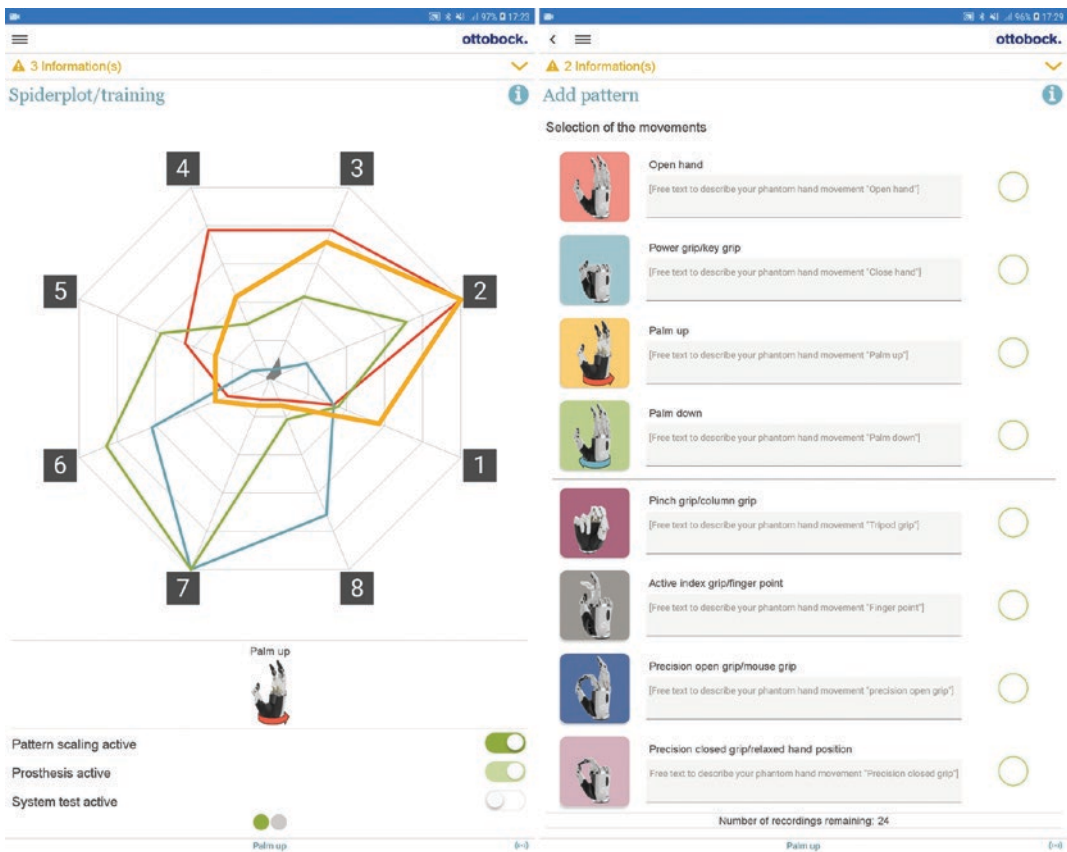 97% 17:23
ottobock.
3 Information(s)
Spiderplot/training
4
3
5
2
6
1
7
8
Palm up
Pattern scaling active
Prosthesis active
System test active
Palm up
96% 17:29
ottobock.
2 Information(s)
Add pattern
Selection of the movements
Open hand
[Free text to describe your phantom hand movement "Open hand"]
Power grip/key grip
[Free text to describe your phantom hand movement "Close hand"]
Palm up
[Free text to describe your phantom hand movement "Palm up"]
Palm down
[Free text to describe your phantom hand movement "Palm down"]
Pinch grip/column grip
[Free text to describe your phantom hand movement "Tripod grip"]
Active index grip/finger point
[Free text to describe your phantom hand movement "Finger point"]
Precision open grip/mouse grip
[Free text to describe your phantom hand movement "precision open grip"]
Precision closed grip/relaxed hand position
Free text to describe your phantom hand movement "Precision closed grip"]
Number of recordings remaining: 24
Palm up